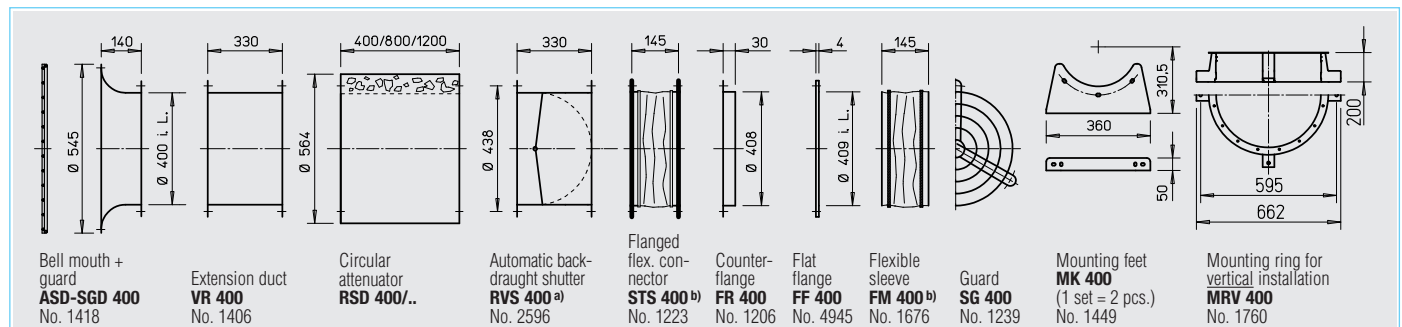 140
330
400/800/1200
330
145
30
4
145
Ø 545
Ø 400 i. L.
Ø 564
Ø 438
Ø 408
Ø 409 i. L.
310.5
360
50
200
595
662
Bell mouth +
guard
ASD-SGD 400
No. 1418
Extension duct
VR 400
No. 1406
Circular
attenuator
RSD 400/..
Automatic back-
draught shutter
RVS 400 a)
No. 2596
Flanged
flex. con-
nector
STS 400 b)
No. 1223
Counter-
flange
FR 400
No. 1206
Flat
flange
FF 400
No. 4945
Flexible
sleeve
FM 400 b)
No. 1676
Guard
SG 400
No. 1239
Mounting feet
MK 400
(1 set = 2 pcs.)
No. 1449
Mounting ring for
vertical installation
MRV 400
No. 1760